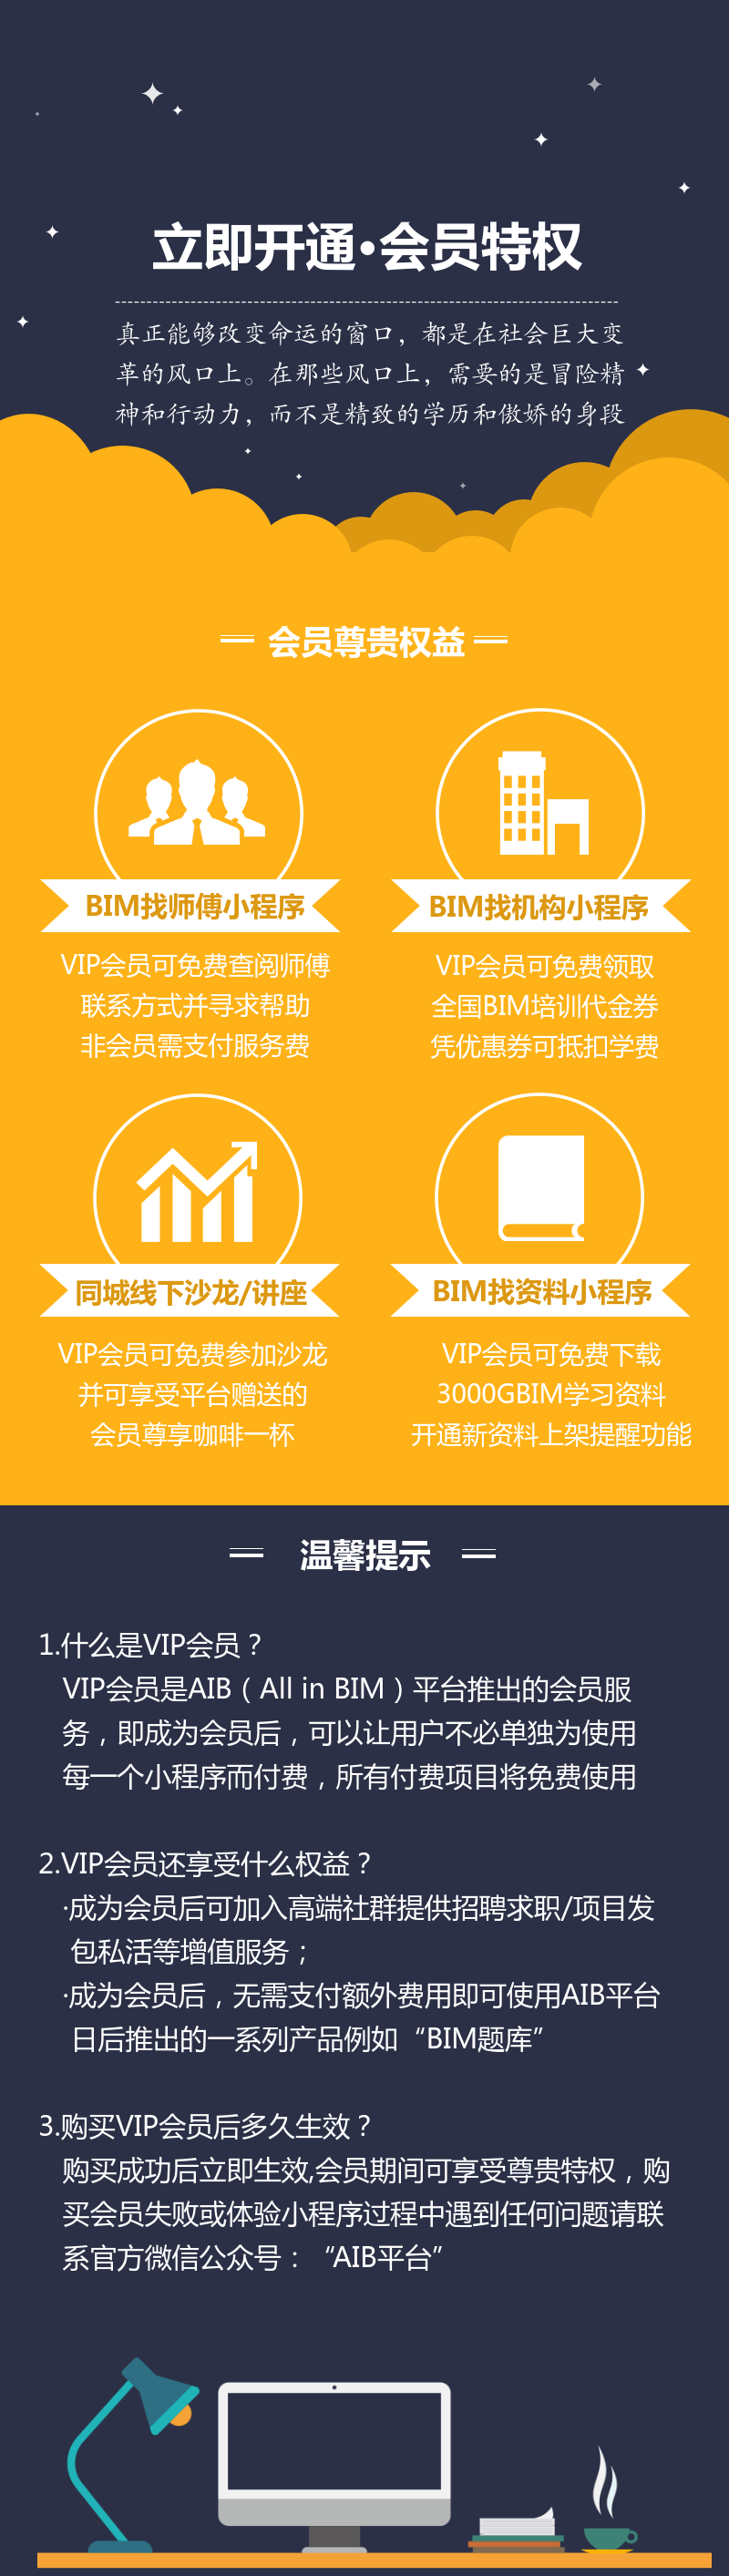 立即开通·会员特权
真正能够改变命运的窗口，都是在社会巨大变
革的风口上。在那些风口上，需要的是冒险精
神和行动力，而不是精致的学历和傲娇的身段
会员尊贵权益
BIM找师傅小程序
VIP会员可免费查阅师傅
联系方式并寻求帮助
非会员需支付服务费
BIM找机构小程序
VIP会员可免费领取
全国BIM培训代金券
凭优惠券可抵扣学费
同城线下沙龙/讲座
VIP会员可免费参加沙龙
并可享受平台赠送的
会员尊享咖啡一杯
BIM找资料小程序
VIP会员可免费下载
3000GBIM学习资料
开通新资料上架提醒功能
温馨提示
1.什么是VIP会员？
VIP会员是AIB（All in BIM）平台推出的会员服
务，即成为会员后，可以让用户不必单独为使用
每一个小程序而付费，所有付费项目将免费使用
2.VIP会员还享受什么权益？
·成为会员后可加入高端社群提供招聘求职/项目发
包私活等增值服务；
·成为会员后，无需支付额外费用即可使用AIB平台
日后推出的一系列产品例如“BIM题库”
3.购买VIP会员后多久生效？
购买成功后立即生效,会员期间可享受尊贵特权，购
买会员失败或体验小程序过程中遇到任何问题请联
系官方微信公众号：“AIB平台”